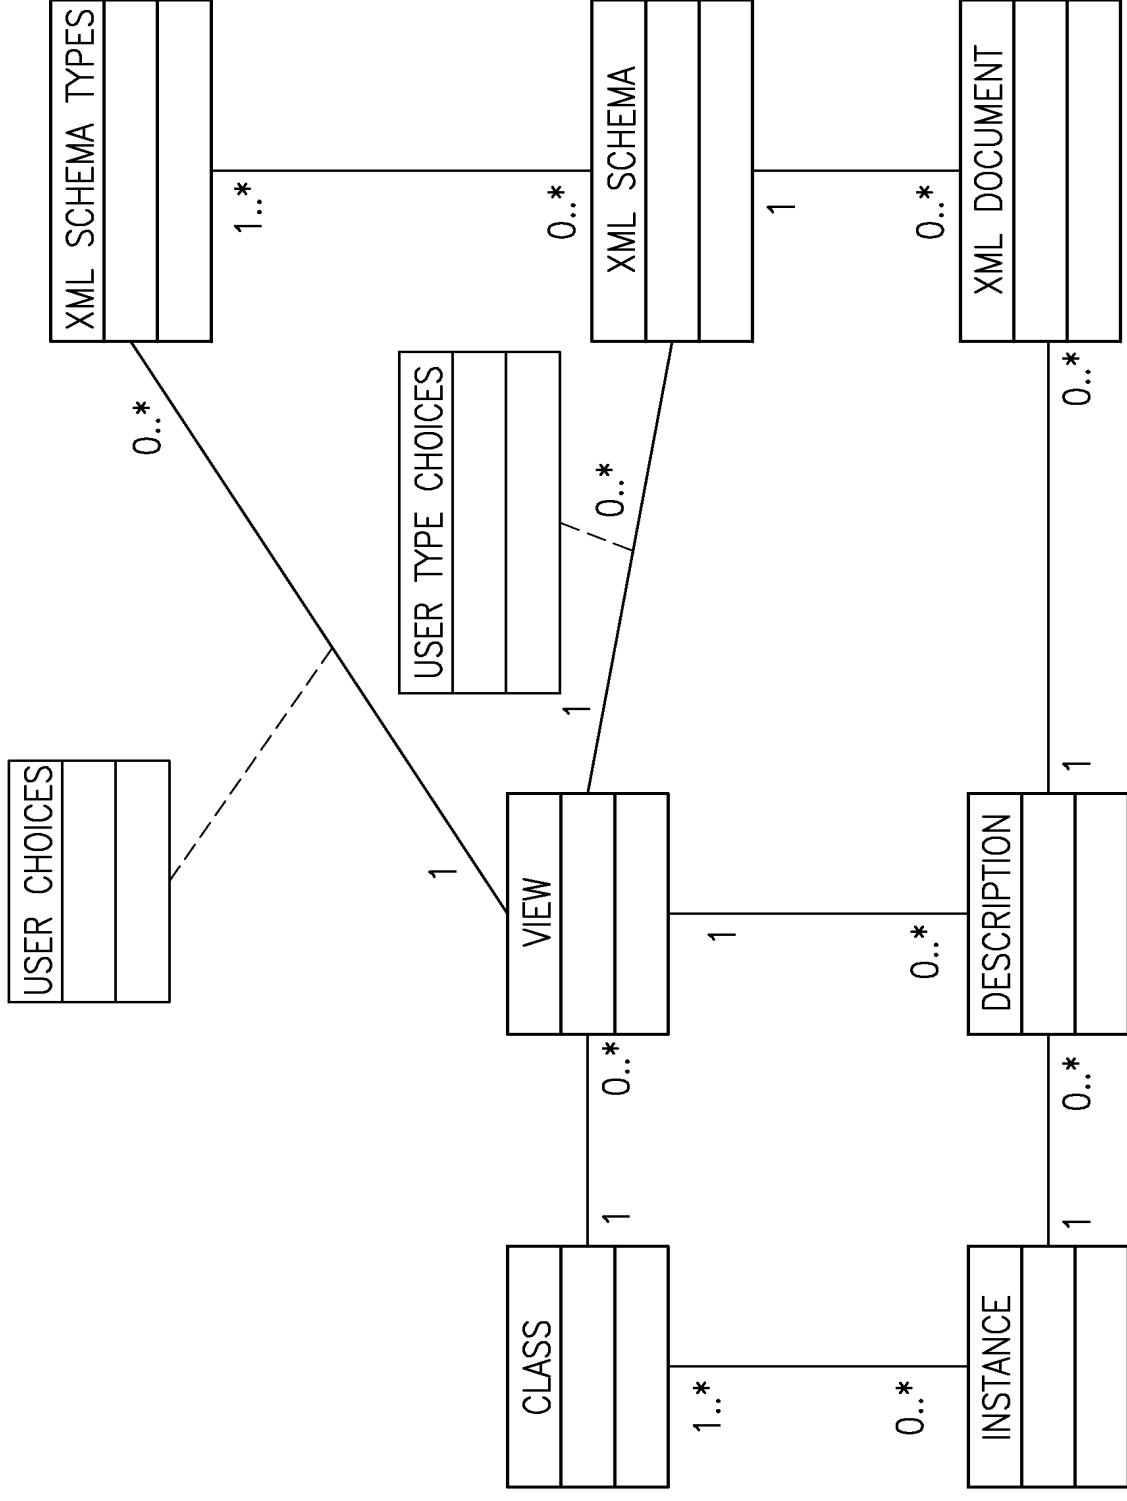 USER CHOICES
XML SCHEMA TYPES
0..*
1
1..*
0..*
USER TYPE CHOICES
0..*
1
CLASS
1
0..*
VIEW
XML SCHEMA
1..*
0..*
1
0..*
1
0..*
INSTANCE
1
0..*
DESCRIPTION
1
0..*
XML DOCUMENT